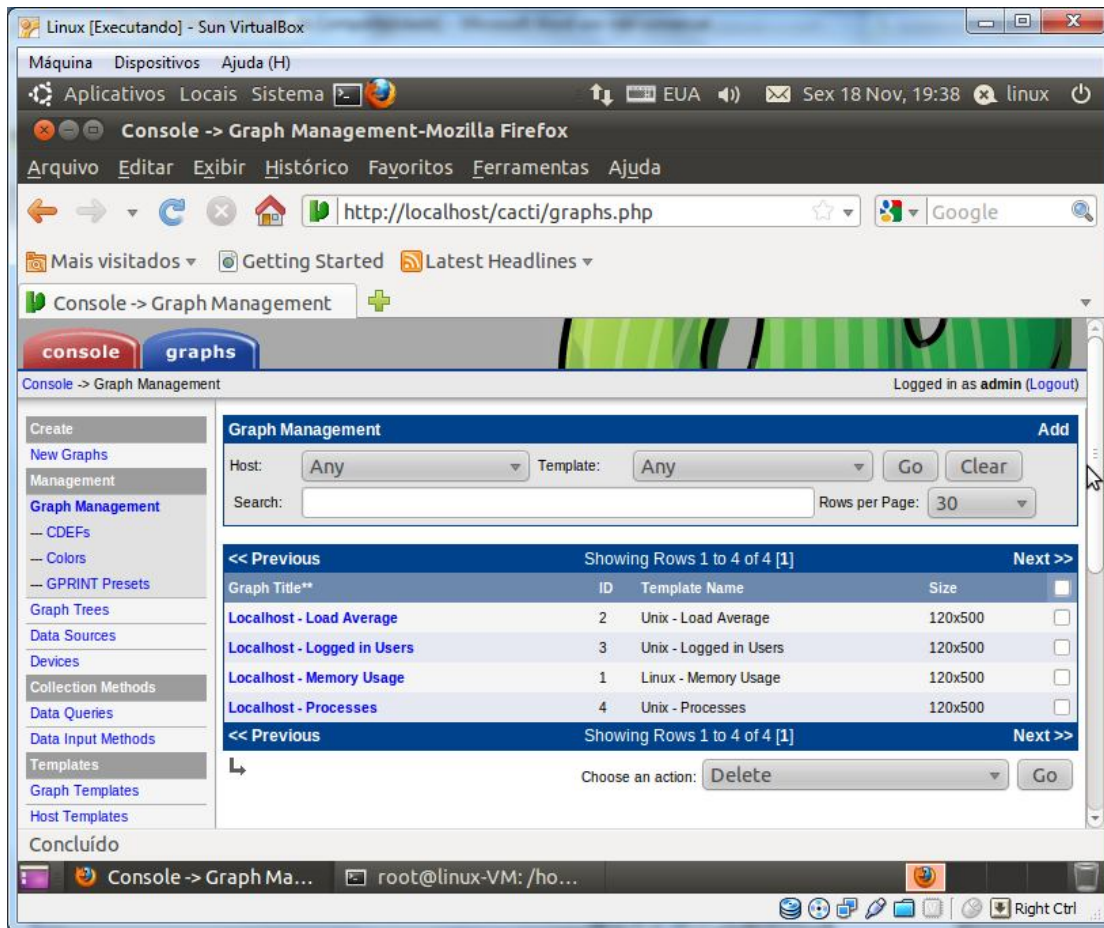 Linux [Executando] - Sun VirtualBox
Máquina Dispositivos Ajuda (H)
Aplicativos Locais Sistema EUA Sex 18 Nov, 19:38 linux
Console -> Graph Management-Mozilla Firefox
Arquivo Editar Exibir Histórico Favoritos Ferramentas Ajuda
http://localhost/cacti/graphs.php Google
Mais visitados Getting Started Latest Headlines
Console -> Graph Management
console graphs
Console -> Graph Management Logged in as admin (Logout)
Create
New Graphs
Management
Graph Management
--- CDEFs
--- Colors
--- GPRINT Presets
Graph Trees
Data Sources
Devices
Collection Methods
Data Queries
Data Input Methods
Templates
Graph Templates
Host Templates
Graph Management Add
Host: Any Template: Any Go Clear
Search: Rows per Page: 30
<< Previous Showing Rows 1 to 4 of 4 [1] Next >>
Graph Title** ID Template Name Size
Localhost - Load Average 2 Unix - Load Average 120x500
Localhost - Logged in Users 3 Unix - Logged in Users 120x500
Localhost - Memory Usage 1 Linux - Memory Usage 120x500
Localhost - Processes 4 Unix - Processes 120x500
<< Previous Showing Rows 1 to 4 of 4 [1] Next >>
Choose an action: Delete Go
Concluído
Console -> Graph Ma... root@linux-VM: /ho...
Right Ctrl